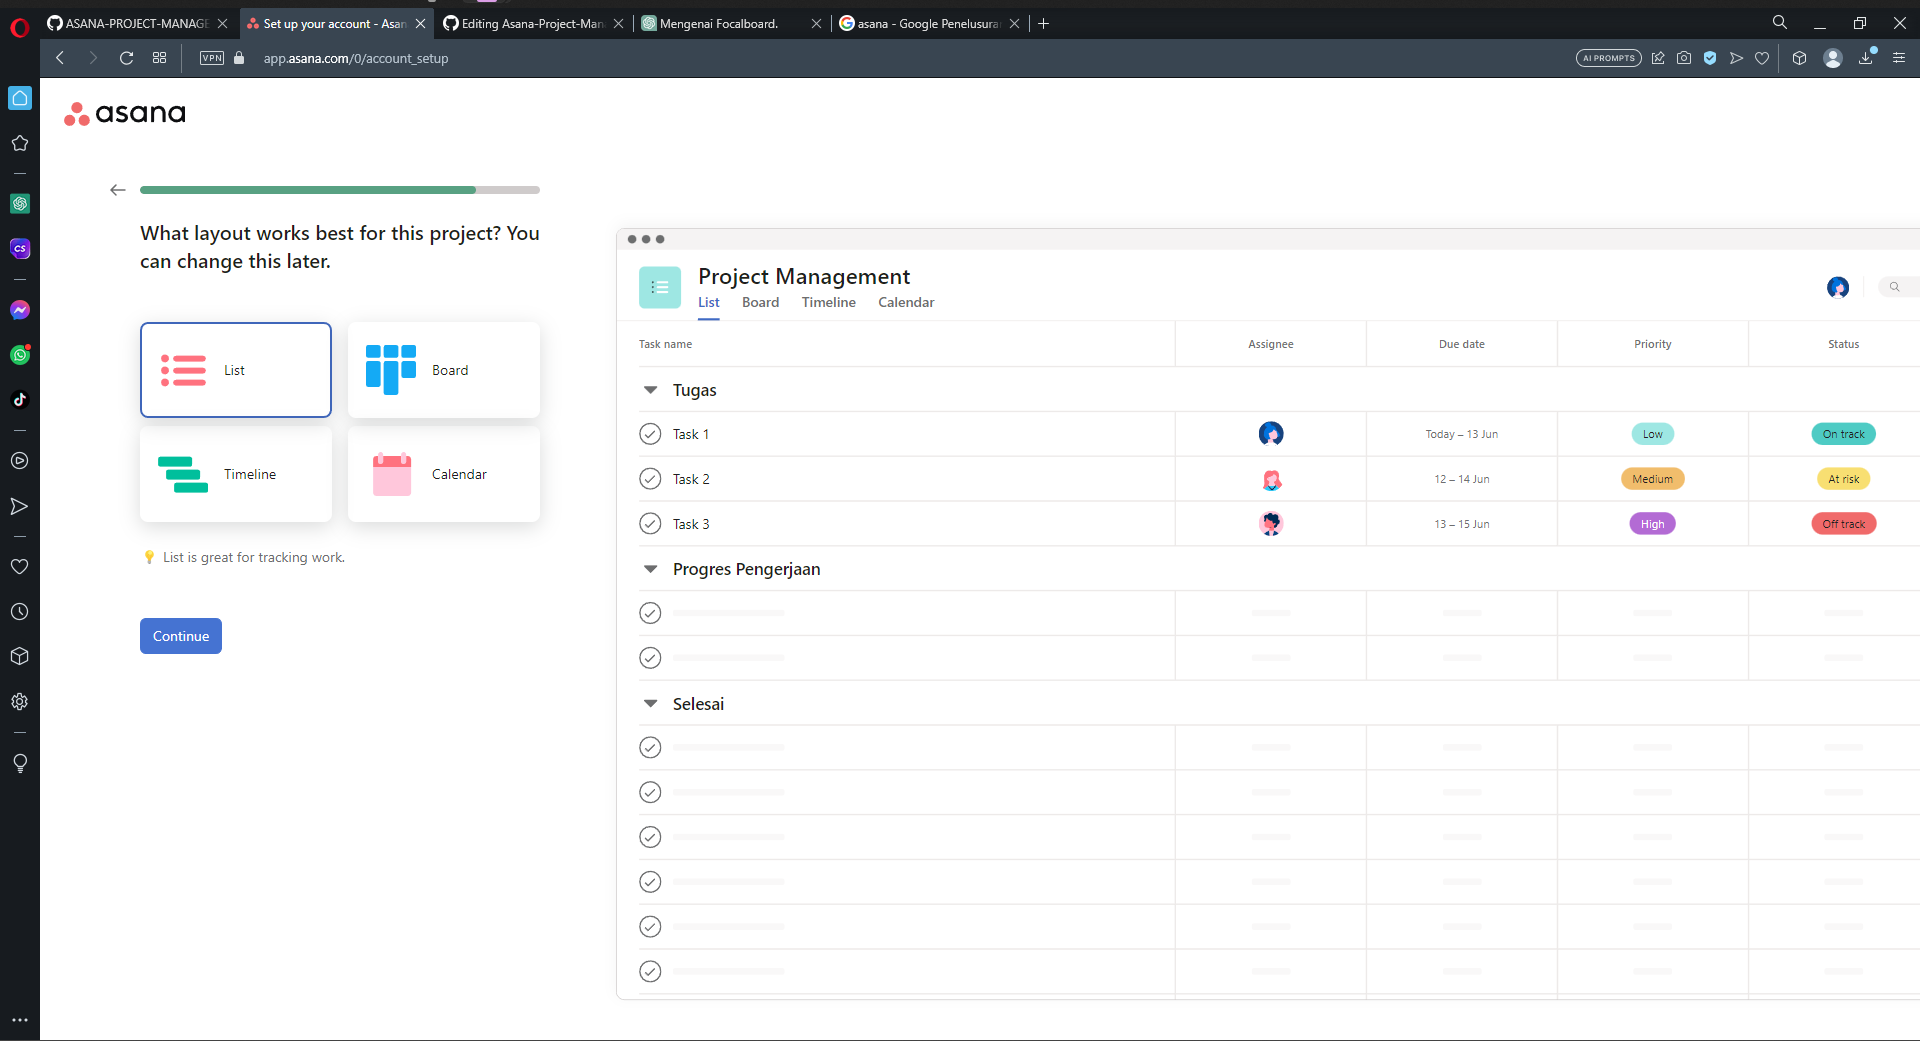 ASANA-PROJECT-MANAGE
Set up your account - Asan
Editing Asana-Project-Man
Mengenai Focalboard.
asana - Google Penelusura
VPN
app.asana.com/0/account_setup
AI PROMPTS
CS
asana
What layout works best for this project? You
can change this later.
List
Board
Timeline
Calendar
List is great for tracking work.
Continue
Project Management
List Board Timeline Calendar
Task name Assignee Due date Priority Status
Tugas
Task 1 Today – 13 Jun Low On track
Task 2 12 – 14 Jun Medium At risk
Task 3 13 – 15 Jun High Off track
Progres Pengerjaan
Selesai